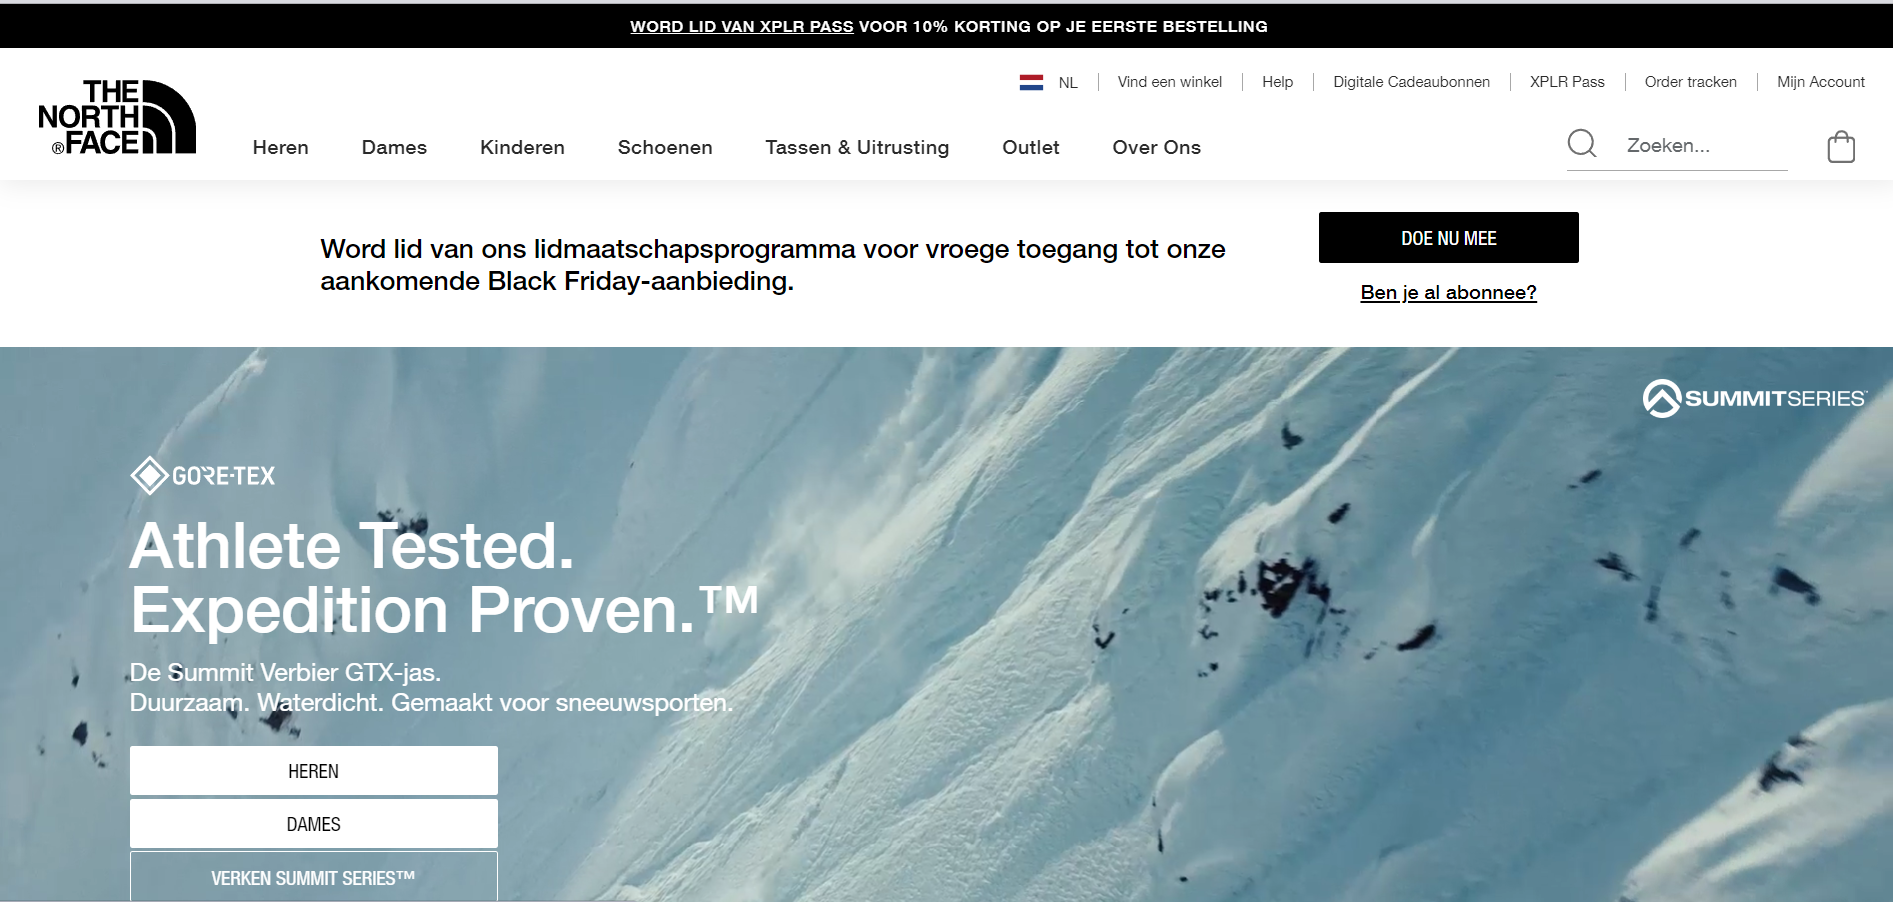 WORD LID VAN XPLR PASS VOOR 10% KORTING OP JE EERSTE BESTELLING
NL
Vind een winkel
Help
Digitale Cadeaubonnen
XPLR Pass
Order tracken
Mijn Account
THE
NORTH
®FACE
Heren
Dames
Kinderen
Schoenen
Tassen & Uitrusting
Outlet
Over Ons
Zoeken...
Word lid van ons lidmaatschapsprogramma voor vroege toegang tot onze
aankomende Black Friday-aanbieding.
DOE NU MEE
Ben je al abonnee?
SUMMIT SERIES™
GORE-TEX
Athlete Tested.
Expedition Proven.™
De Summit Verbier GTX-jas.
Duurzaam. Waterdicht. Gemaakt voor sneeuwsporten.
HEREN
DAMES
VERKEN SUMMIT SERIES™